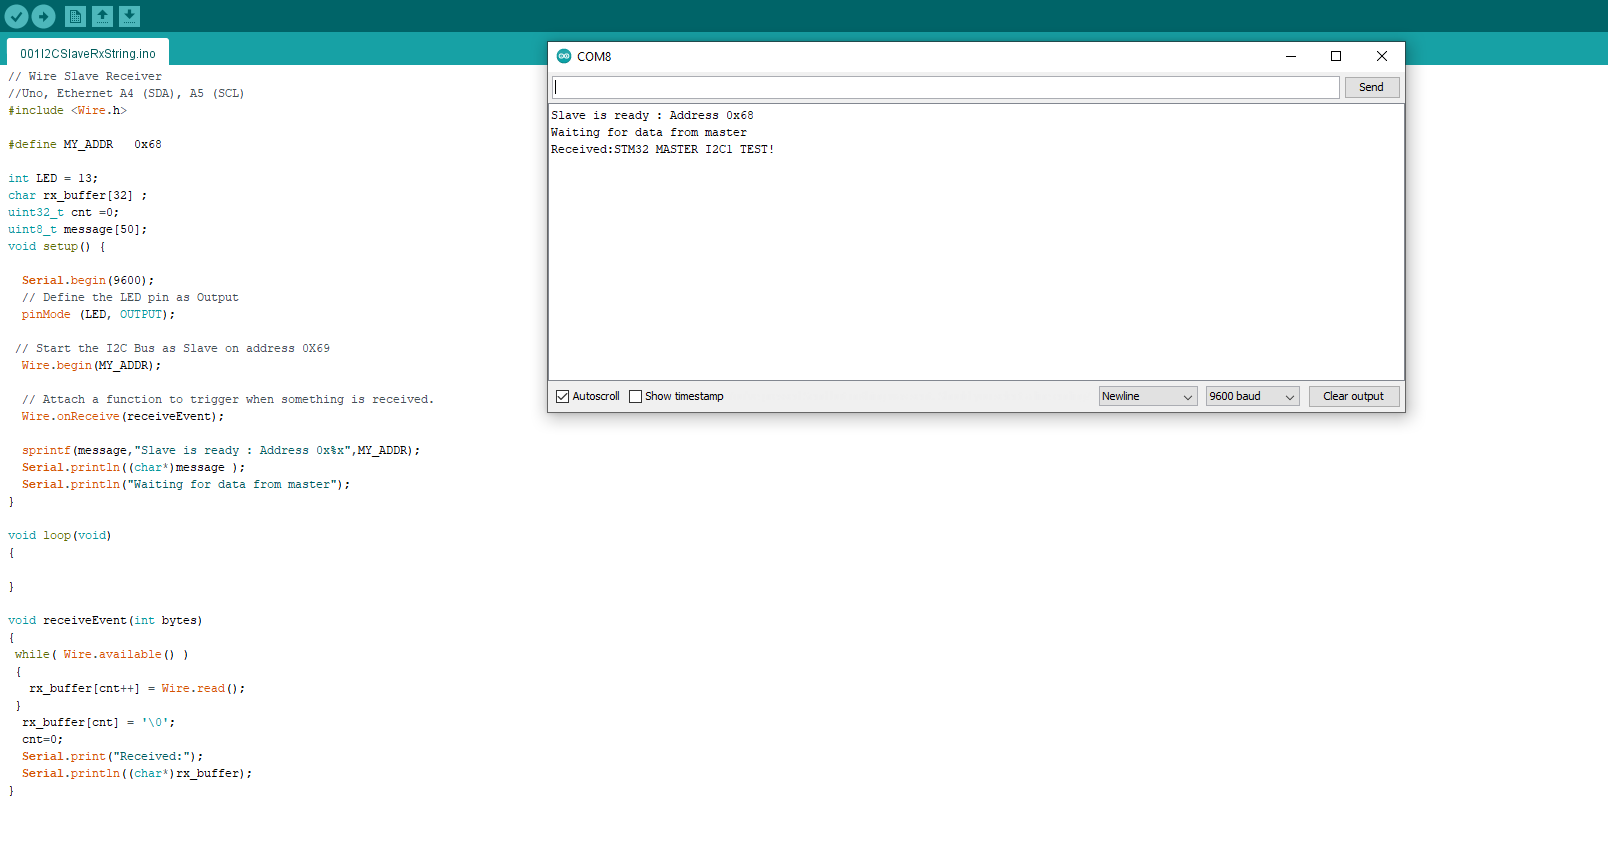 001I2CSlaveRxString.ino
// Wire Slave Receiver
//Uno, Ethernet A4 (SDA), A5 (SCL)
#include <Wire.h>
#define MY_ADDR   0x68
int LED = 13;
char rx_buffer[32] ;
uint32_t cnt =0;
uint8_t message[50];
void setup() {
Serial.begin(9600);
// Define the LED pin as Output
pinMode (LED, OUTPUT);
// Start the I2C Bus as Slave on address 0X69
Wire.begin(MY_ADDR);
// Attach a function to trigger when something is received.
Wire.onReceive(receiveEvent);
sprintf(message,"Slave is ready : Address 0x%x",MY_ADDR);
Serial.println((char*)message );
Serial.println("Waiting for data from master");
}
void loop(void)
{
}
void receiveEvent(int bytes)
{
while( Wire.available() )
{
rx_buffer[cnt++] = Wire.read();
}
rx_buffer[cnt] = '\0';
cnt=0;
Serial.print("Received:");
Serial.println((char*)rx_buffer);
}
COM8
Send
Slave is ready : Address 0x68
Waiting for data from master
Received:STM32 MASTER I2C1 TEST!
Autoscroll Show timestamp Newline 9600 baud Clear output